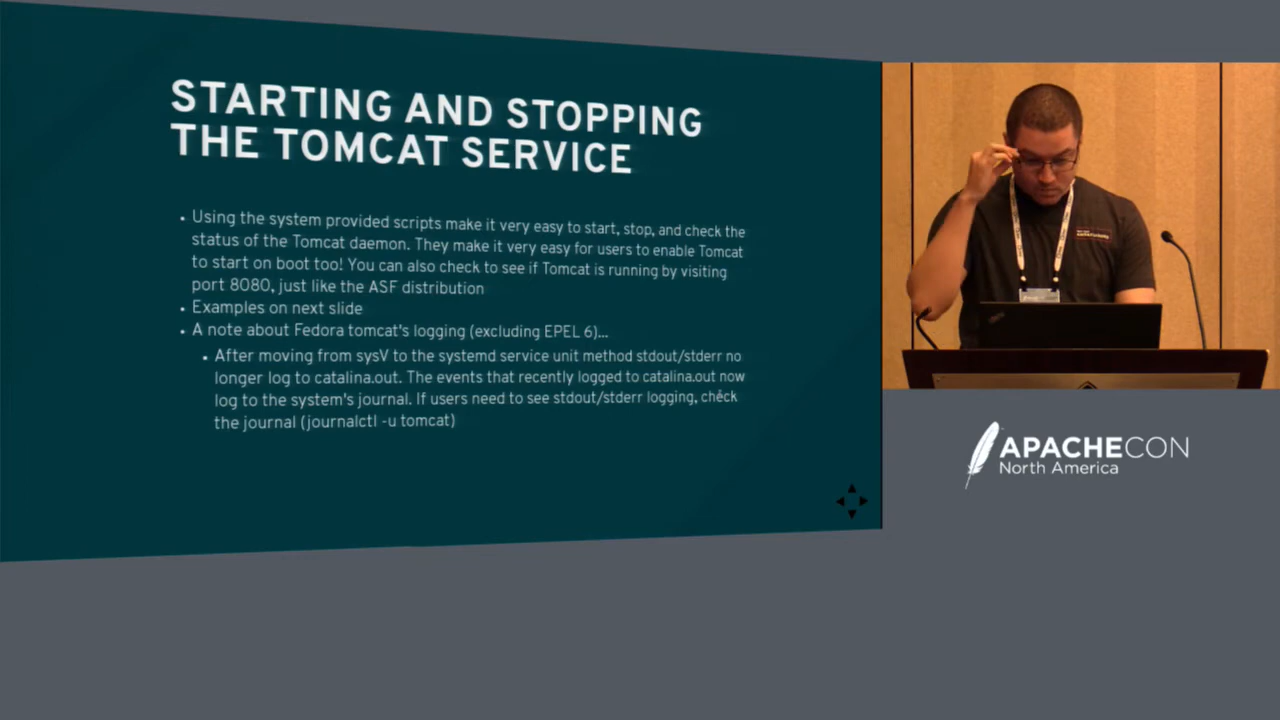 STARTING AND STOPPING
THE TOMCAT SERVICE
• Using the system provided scripts make it very easy to start, stop, and check the
status of the Tomcat daemon. They make it very easy for users to enable Tomcat
to start on boot too! You can also check to see if Tomcat is running by visiting
port 8080, just like the ASF distribution
• Examples on next slide
• A note about Fedora tomcat's logging (excluding EPEL 6)...
• After moving from sysV to the systemd service unit method stdout/stderr no
longer log to catalina.out. The events that recently logged to catalina.out now
log to the system's journal. If users need to see stdout/stderr logging, check
the journal (journalctl -u tomcat)
APACHECON
North America